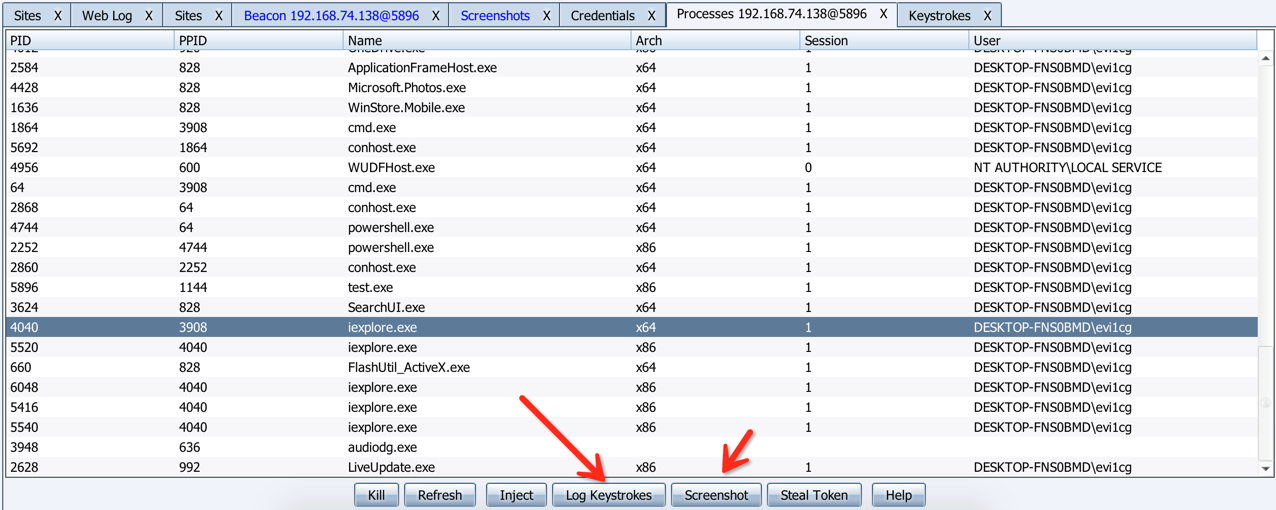 Sites X Web Log X Sites X Beacon 192.168.74.138@5896 X Screenshots X Credentials X Processes 192.168.74.138@5896 X Keystrokes X
PID PPID Name Arch Session User
2584 828 ApplicationFrameHost.exe x64 1 DESKTOP-FNS0BMD\evi1cg
4428 828 Microsoft.Photos.exe x64 1 DESKTOP-FNS0BMD\evi1cg
1636 828 WinStore.Mobile.exe x64 1 DESKTOP-FNS0BMD\evi1cg
1864 3908 cmd.exe x64 1 DESKTOP-FNS0BMD\evi1cg
5692 1864 conhost.exe x64 1 DESKTOP-FNS0BMD\evi1cg
4956 600 WUDFHost.exe x64 0 NT AUTHORITY\LOCAL SERVICE
64 3908 cmd.exe x64 1 DESKTOP-FNS0BMD\evi1cg
2868 64 conhost.exe x64 1 DESKTOP-FNS0BMD\evi1cg
4744 64 powershell.exe x64 1 DESKTOP-FNS0BMD\evi1cg
2252 4744 powershell.exe x86 1 DESKTOP-FNS0BMD\evi1cg
2860 2252 conhost.exe x64 1 DESKTOP-FNS0BMD\evi1cg
5896 1144 test.exe x86 1 DESKTOP-FNS0BMD\evi1cg
3624 828 SearchUI.exe x64 1 DESKTOP-FNS0BMD\evi1cg
4040 3908 iexplore.exe x64 1 DESKTOP-FNS0BMD\evi1cg
5520 4040 iexplore.exe x86 1 DESKTOP-FNS0BMD\evi1cg
660 828 FlashUtil_ActiveX.exe x64 1 DESKTOP-FNS0BMD\evi1cg
6048 4040 iexplore.exe x86 1 DESKTOP-FNS0BMD\evi1cg
5416 4040 iexplore.exe x86 1 DESKTOP-FNS0BMD\evi1cg
5540 4040 iexplore.exe x86 1 DESKTOP-FNS0BMD\evi1cg
3948 636 audiodg.exe
2628 992 LiveUpdate.exe x86 1 DESKTOP-FNS0BMD\evi1cg
Kill Refresh Inject Log Keystrokes Screenshot Steal Token Help